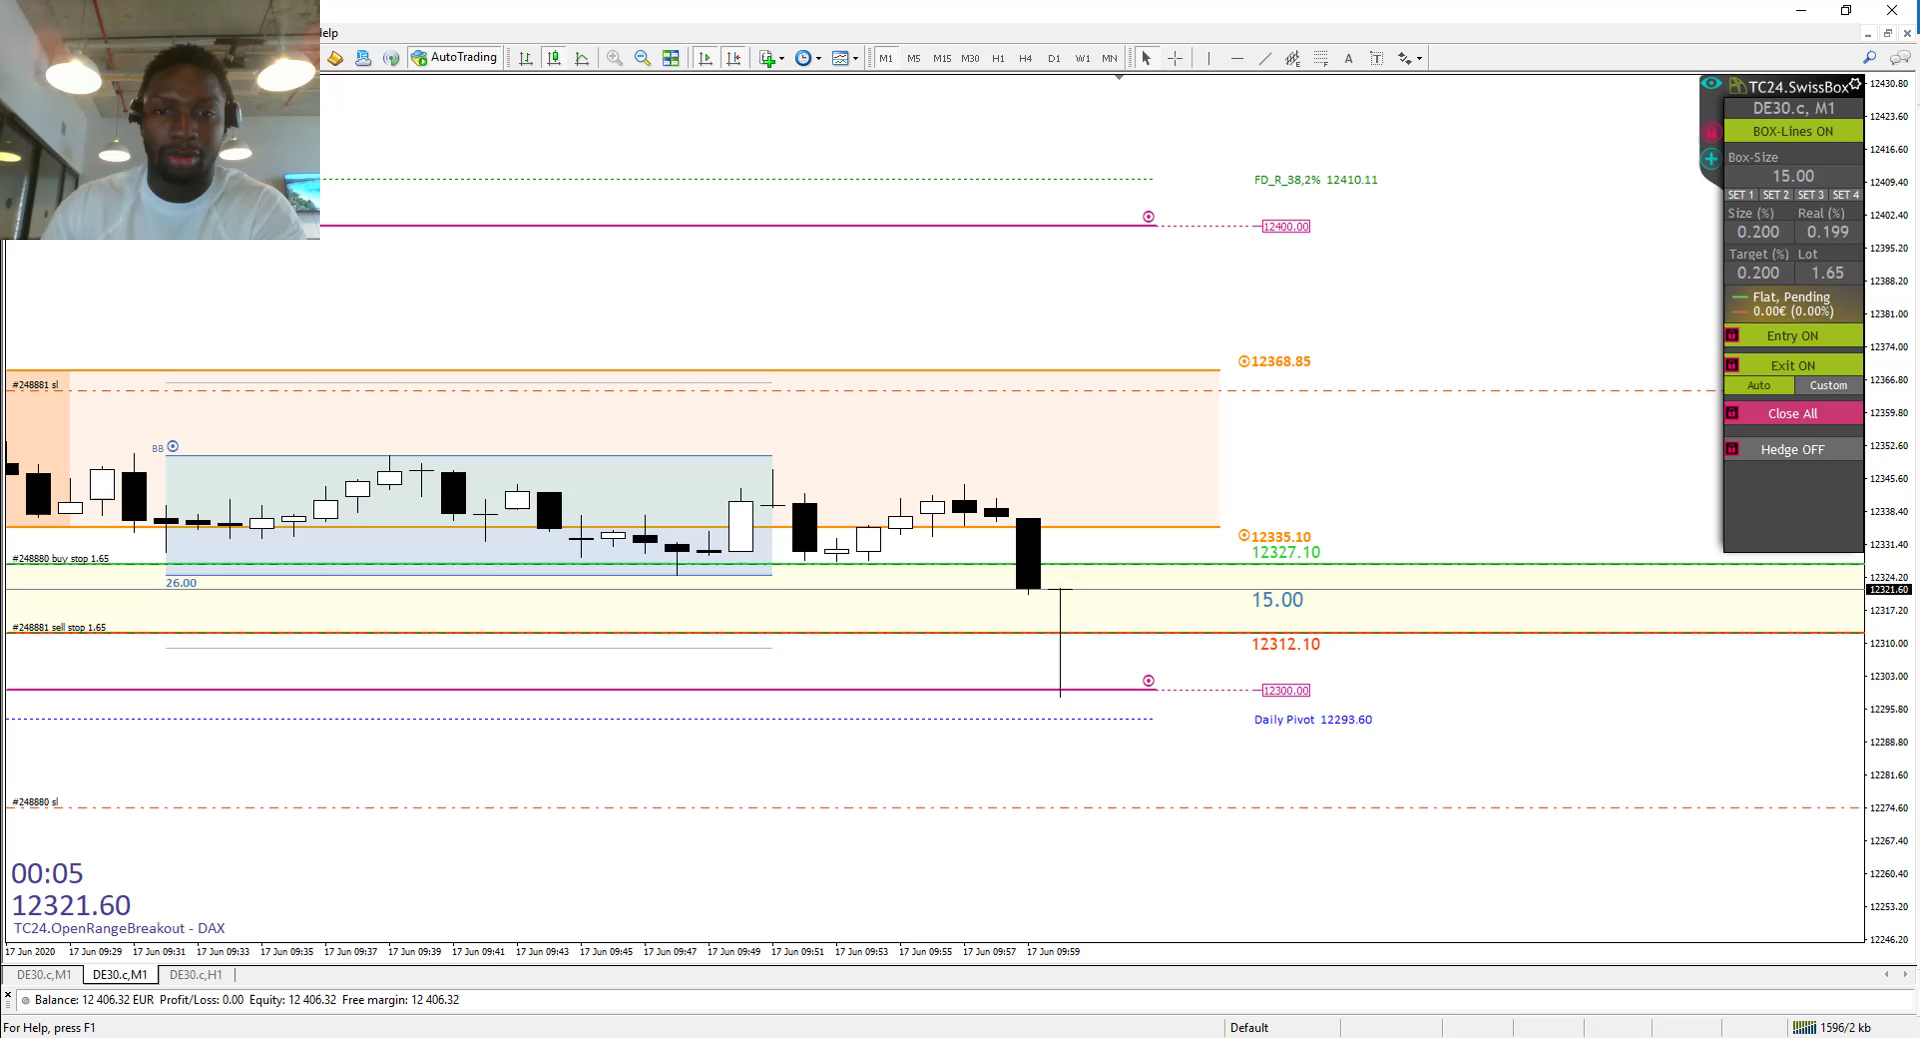 elp
AutoTrading
M1 M5 M15 M30 H1 H4 D1 W1 MN
A T
TC24.SwissBox
DE30.c, M1
BOX-Lines ON
Box-Size
15.00
SET 1 SET 2 SET 3 SET 4
Size (%) Real (%)
0.200 0.199
Target (%) Lot
0.200 1.65
Flat, Pending
0.00€ (0.00%)
Entry ON
Exit ON
Auto Custom
Close All
Hedge OFF
12430.80
12423.60
12416.60
12409.40
12402.40
12395.20
12388.20
12381.00
12374.00
12366.80
12359.80
12352.60
12345.60
12338.40
12331.40
12324.20
12321.60
12317.20
12310.00
12303.00
12295.80
12288.80
12281.60
12274.60
12267.40
12260.40
12253.20
12246.20
FD_R_38,2% 12410.11
12400.00
12368.85
#248881 sl
BB
12335.10
12327.10
#248880 buy stop 1.65
26.00
15.00
#248881 sell stop 1.65
12312.10
12300.00
Daily Pivot 12293.60
#248880 sl
00:05
12321.60
TC24.OpenRangeBreakout - DAX
17 Jun 2020 17 Jun 09:29 17 Jun 09:31 17 Jun 09:33 17 Jun 09:35 17 Jun 09:37 17 Jun 09:39 17 Jun 09:41 17 Jun 09:43 17 Jun 09:45 17 Jun 09:47 17 Jun 09:49 17 Jun 09:51 17 Jun 09:53 17 Jun 09:55 17 Jun 09:57 17 Jun 09:59
DE30.c,M1 DE30.c,M1 DE30.c,H1
Balance: 12 406.32 EUR Profit/Loss: 0.00 Equity: 12 406.32 Free margin: 12 406.32
For Help, press F1 Default 1596/2 kb